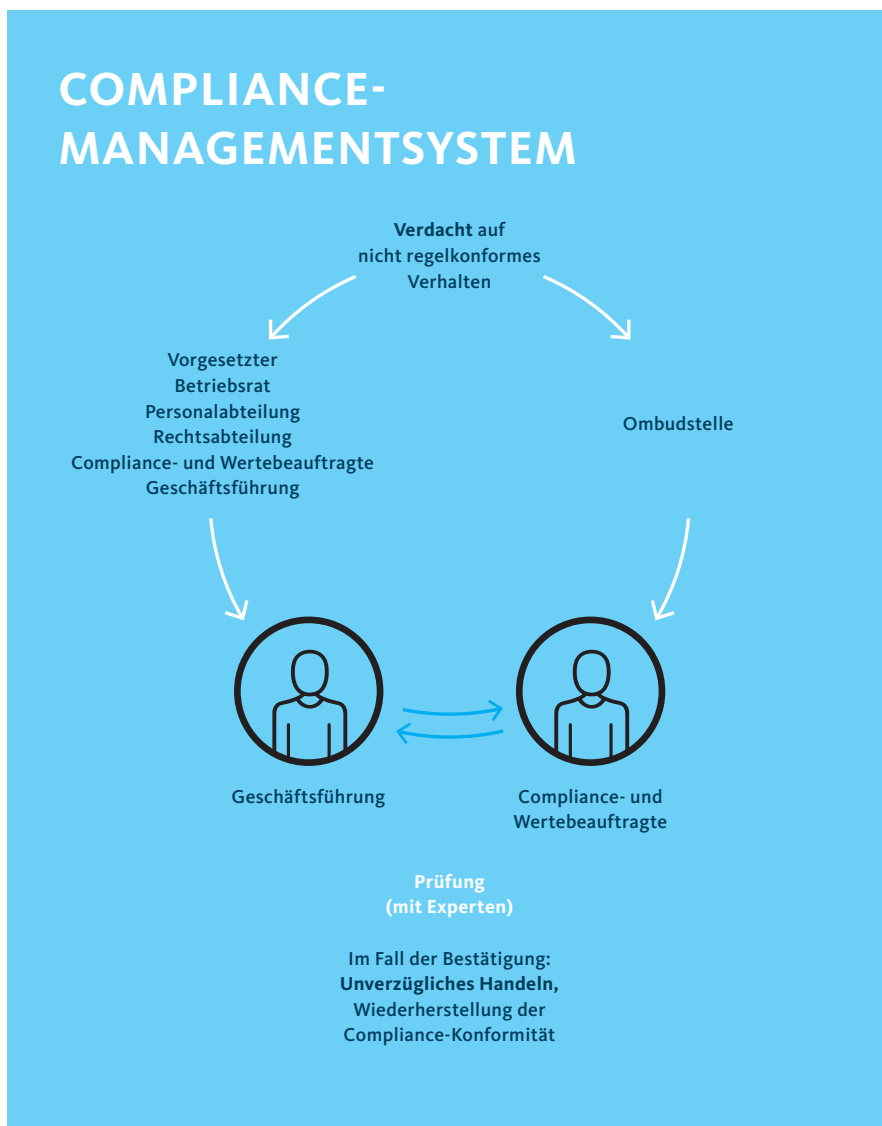 COMPLIANCE-
MANAGEMENTSYSTEM
Verdacht auf
nicht regelkonformes
Verhalten
Vorgesetzter
Betriebsrat
Personalabteilung
Rechtsabteilung
Compliance- und Wertebeauftragte
Geschäftsführung
Ombudstelle
Geschäftsführung
Compliance- und
Wertebeauftragte
Prüfung
(mit Experten)
Im Fall der Bestätigung:
Unverzügliches Handeln,
Wiederherstellung der
Compliance-Konformität